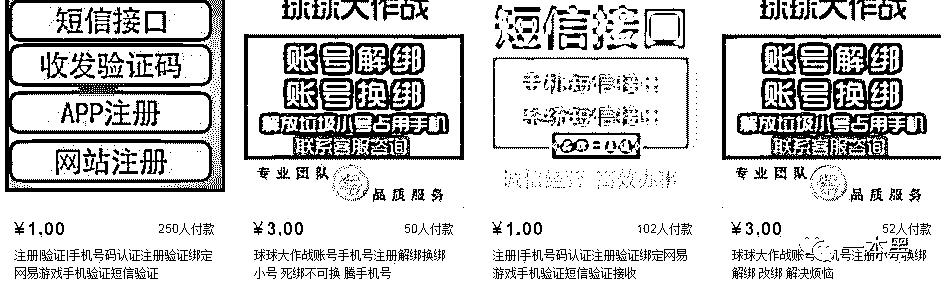 短信接口
收发验证码
APP注册
网站注册
￥1.00
250人付款
注册|验证|手机号码认证注册验证绑定
网易游戏手机验证短信验证
球球大作战
账号解绑
账号换绑
解放垃圾小号占用手机
联系客服咨询
专业团队
品质服务
￥3.00
50人付款
球球大作战账号手机号注册解绑换绑
小号 死绑不可换 腾手机号
短信接口
诚信经营 高效办事
￥1.00
102人付款
注册|手机号码认证注册验证绑定网易
游戏手机验证短信验证接收
球球大作战
账号解绑
账号换绑
解放垃圾小号占用手机
联系客服咨询
专业团队
品质服务
￥3.00
52人付款
球球大作战账号 机号注册小号换绑
解绑 改绑 解决烦恼
一本黑